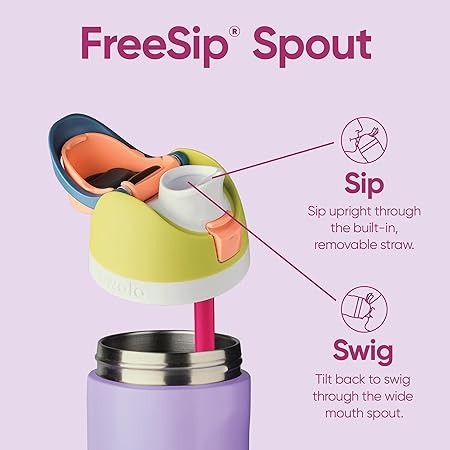 FreeSip® Spout
Sip
Sip upright through
the built-in,
removable straw.
Swig
Tilt back to swig
through the wide
mouth spout.